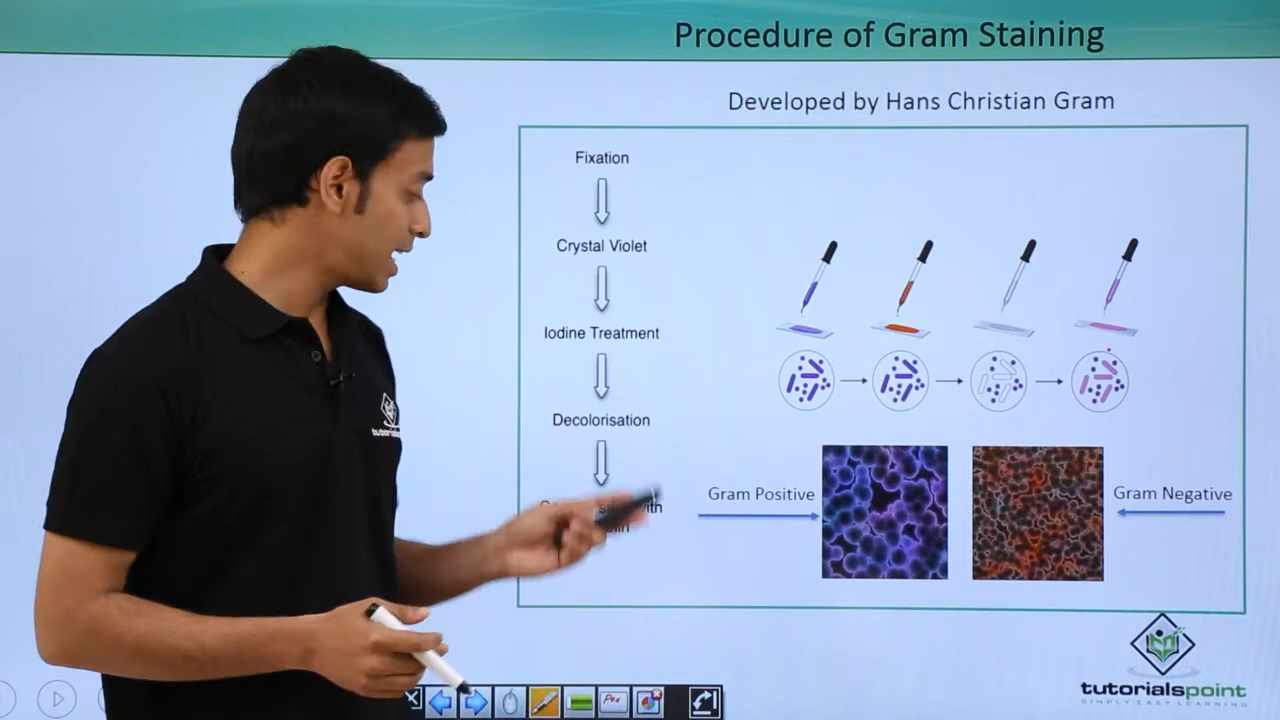 Procedure of Gram Staining
Developed by Hans Christian Gram
Fixation
Crystal Violet
Iodine Treatment
Decolorisation
Gram Positive
Gram Negative
tutorialspoint
SIMPLY EASY LEARNING